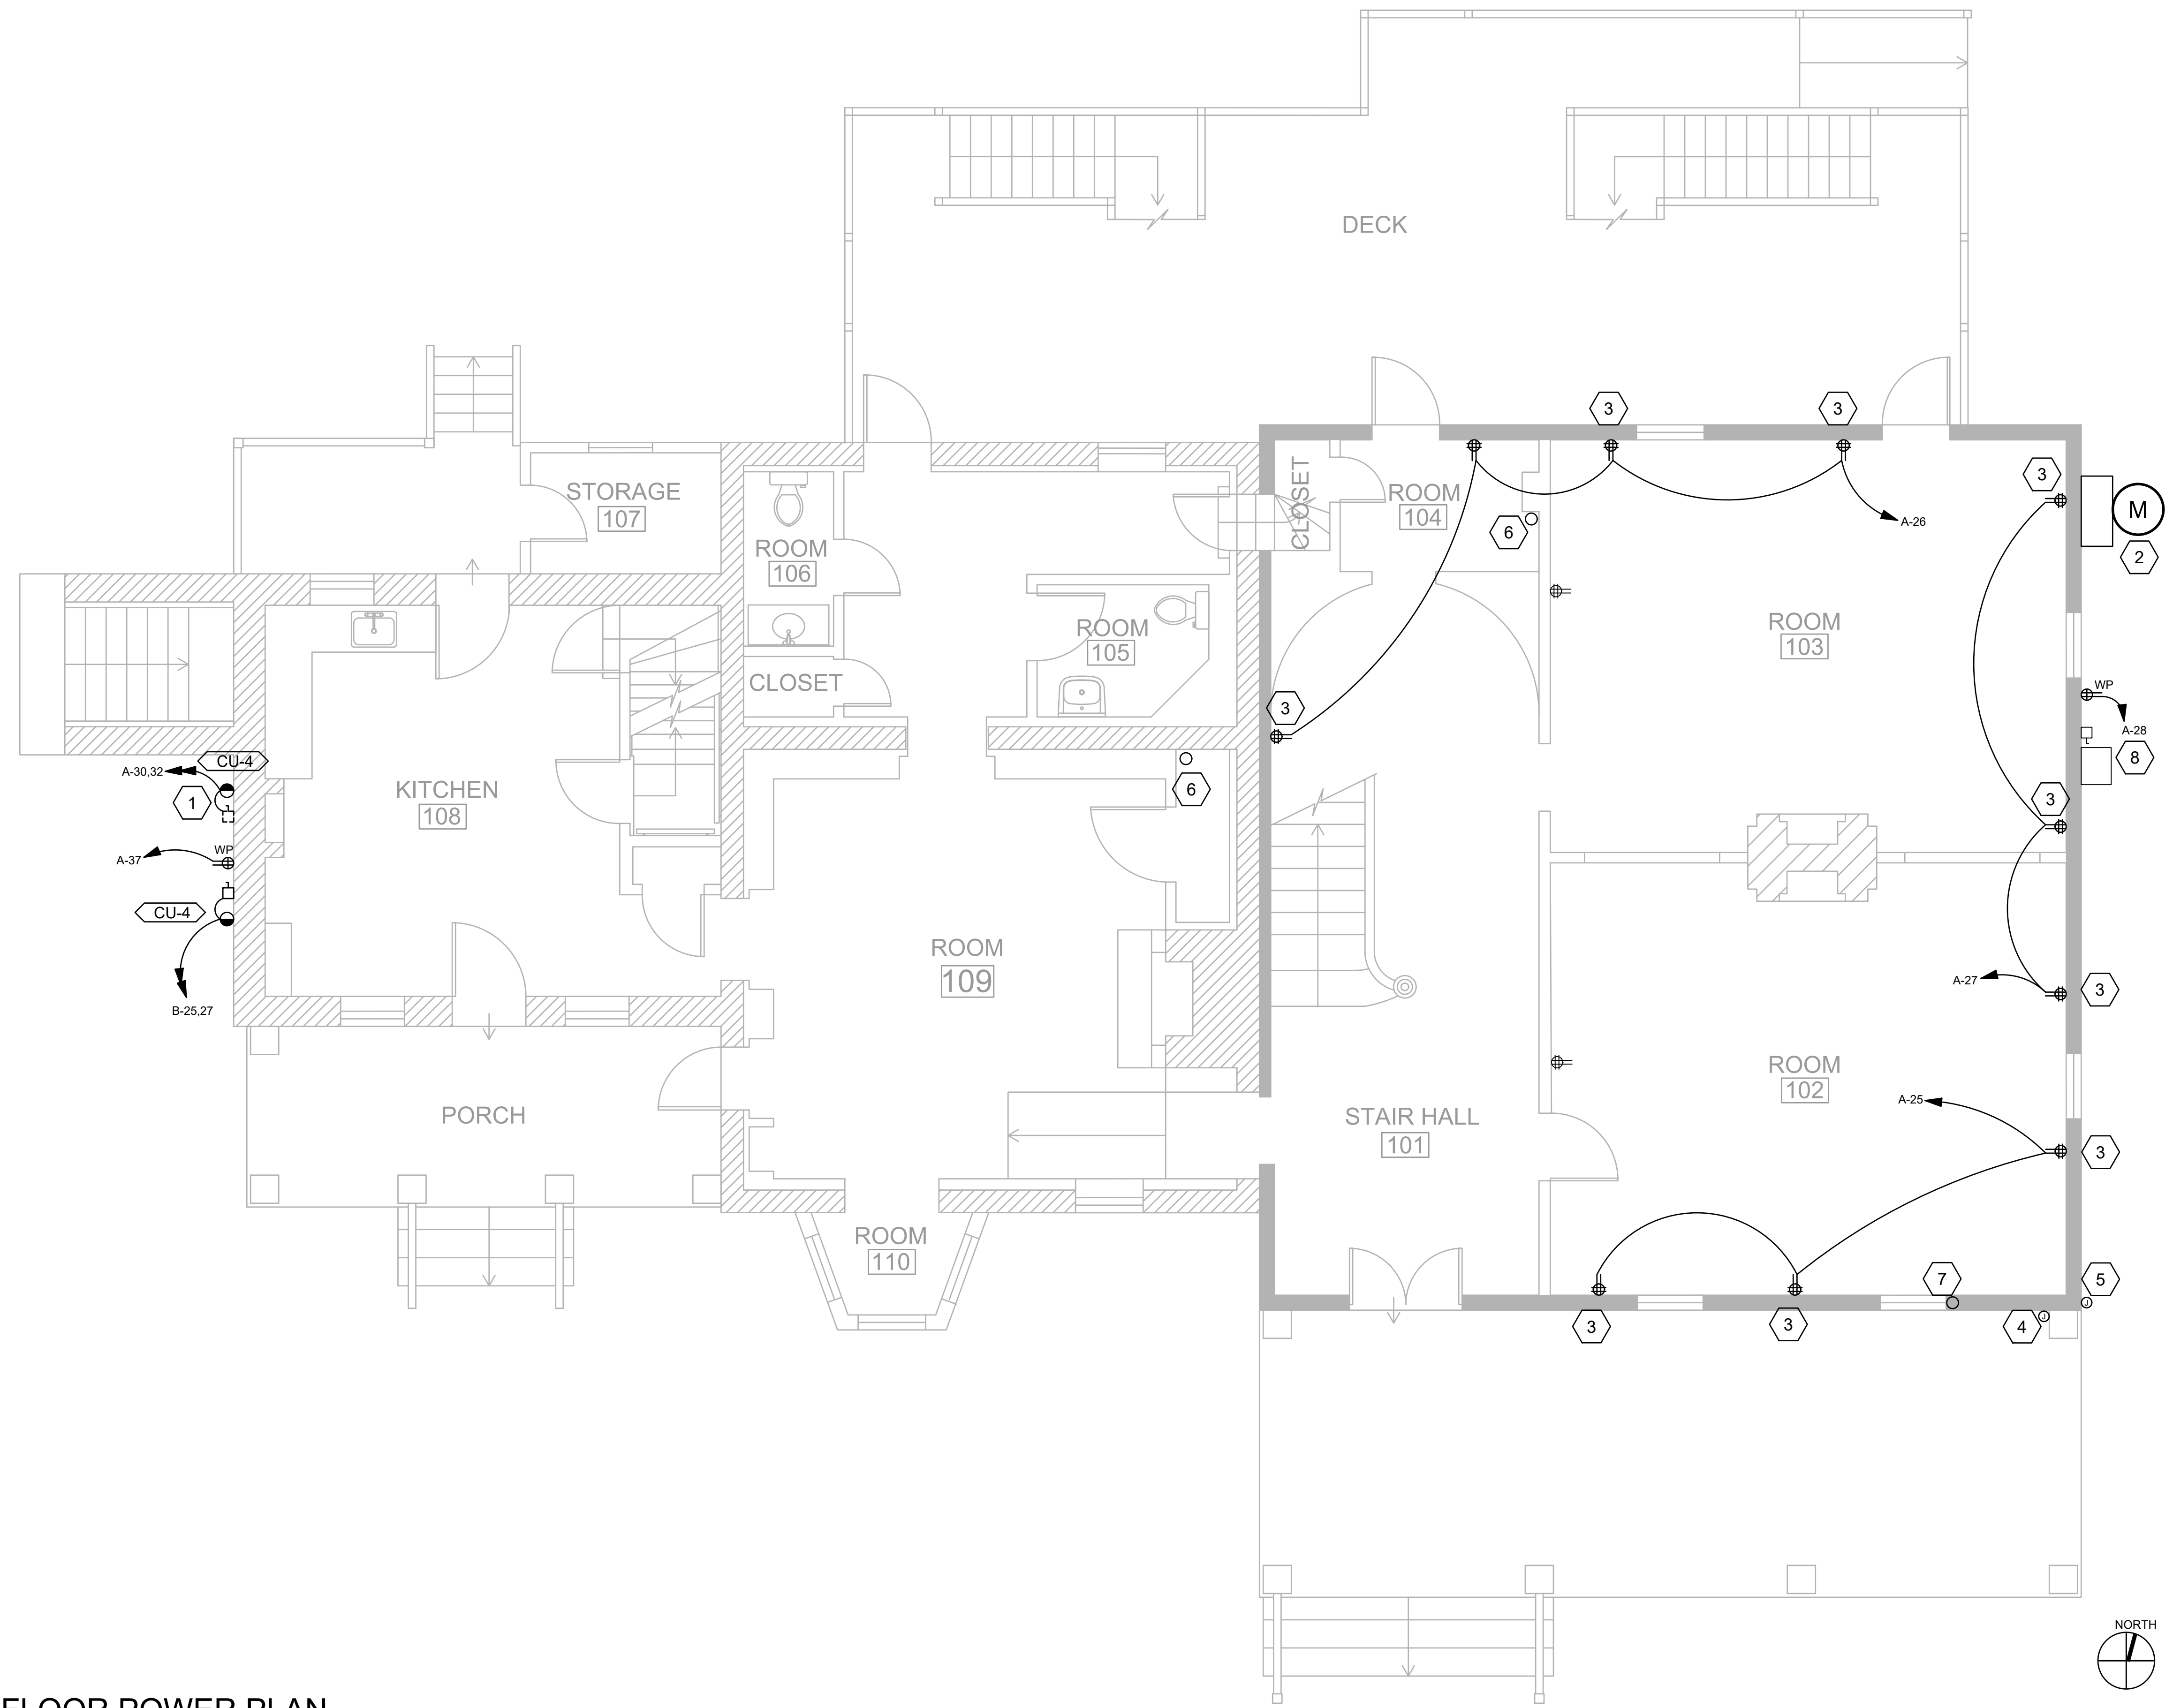 DECK
3
3
3
M
2
CLOSET
ROOM
104
6
A-26
STORAGE
107
ROOM
106
ROOM
105
CLOSET
ROOM
103
3
WP
A-28
8
CU-4
A-30,32
1
KITCHEN
108
6
3
WP
A-37
CU-4
B-25,27
ROOM
109
A-27
3
ROOM
102
A-25
PORCH
STAIR HALL
101
3
ROOM
110
7
5
3
3
4
J
J
NORTH
FLOOR POWER PLAN